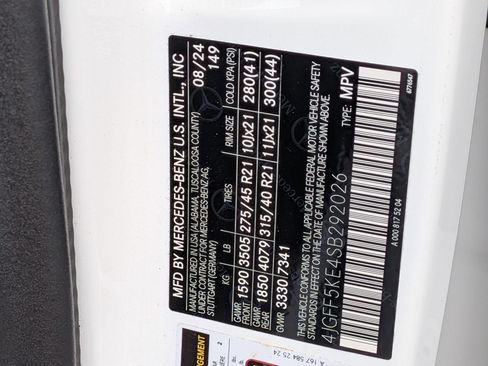 MFD BY MERCEDES-BENZ U.S. INTL., INC
MANUFACTURED IN USA (ALABAMA, TUSCALOOSA COUNTY) 08/24
UNDER CONTRACT FOR MERCEDES-BENZ AG, 149
STUTTGART (GERMANY)
KG LB TIRES RIM SIZE COLD KPA (PSI)
GAWR FRONT 1590 3505 275/45 R21 10Jx21 280(41)
GAWR REAR 1850 4079 315/40 R21 11Jx21 300(44)
GVWR 3330 7341
THIS VEHICLE CONFORMS TO ALL APPLICABLE FEDERAL MOTOR VEHICLE SAFETY
STANDARDS IN EFFECT ON THE DATE OF MANUFACTURE SHOWN ABOVE.
4JGFF5KE4SB292026 TYPE: MPV
A 000 817 52 04 6776547
A 167 584 25 24
2